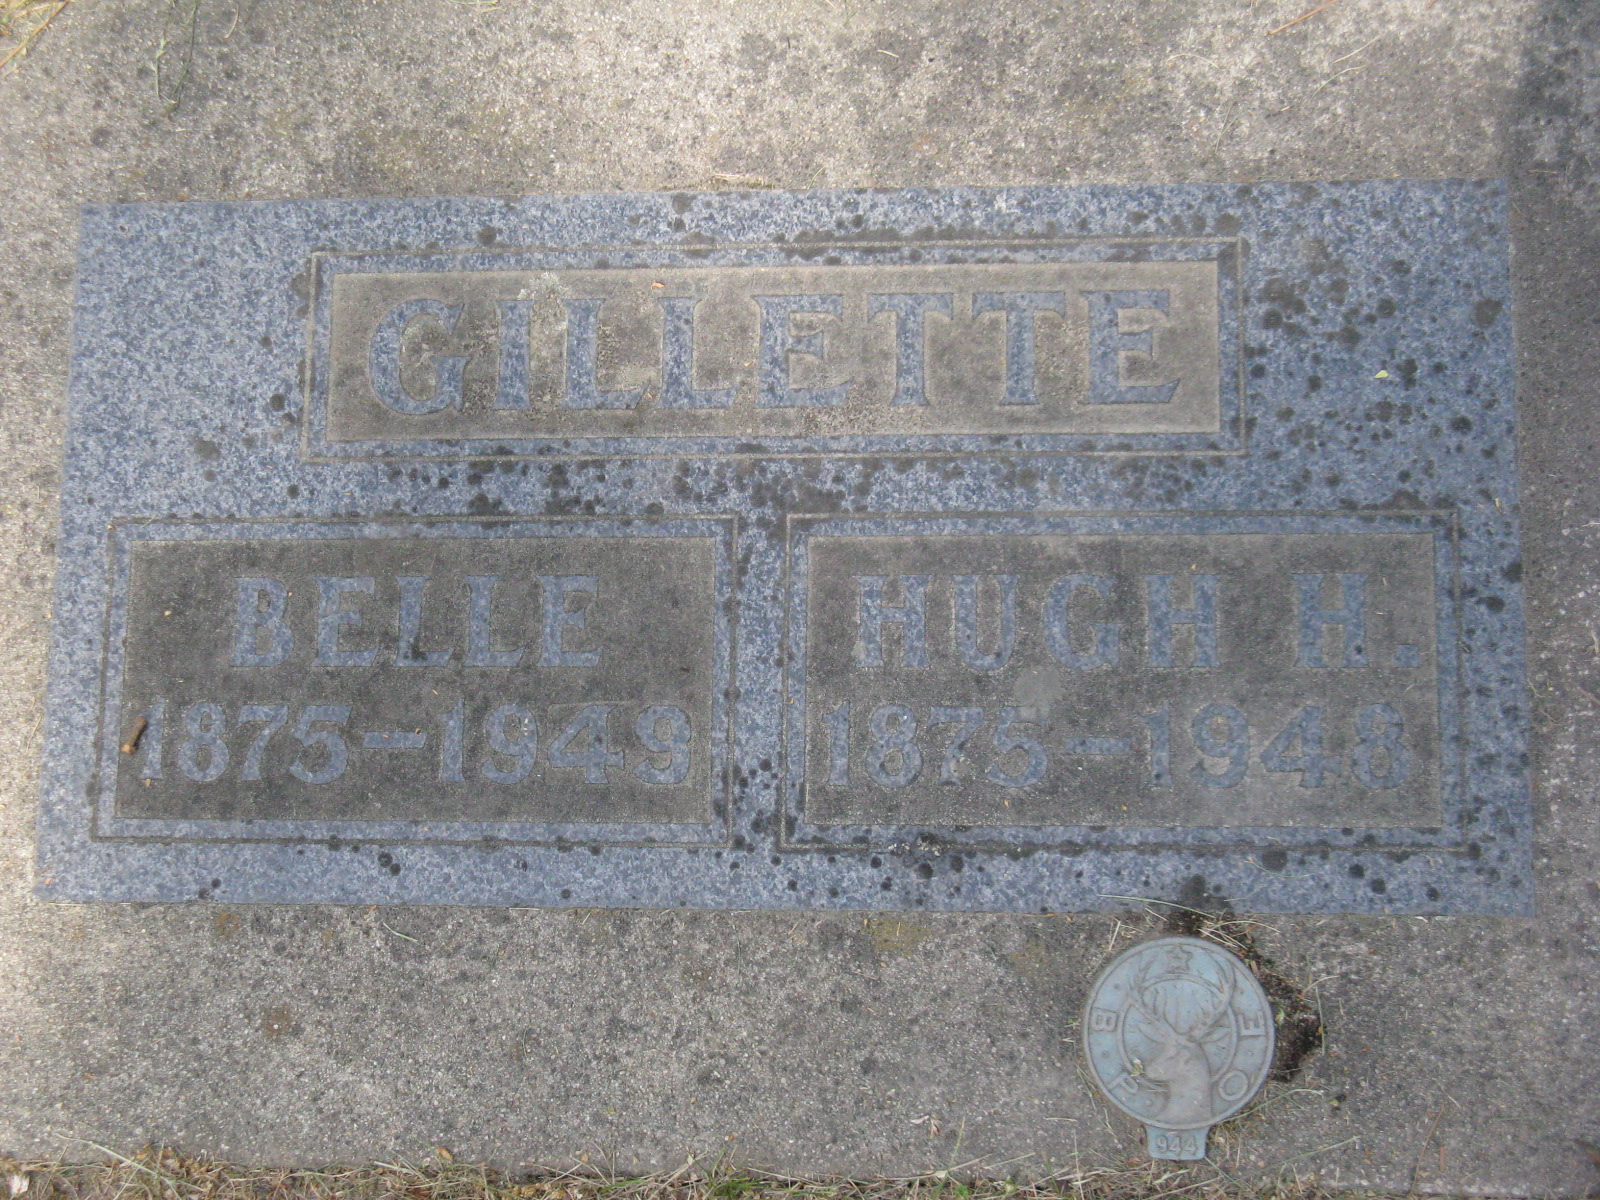 GILLETTE
BELLE
1875–1949
HUGH H.
1875–1948
B P O E
944